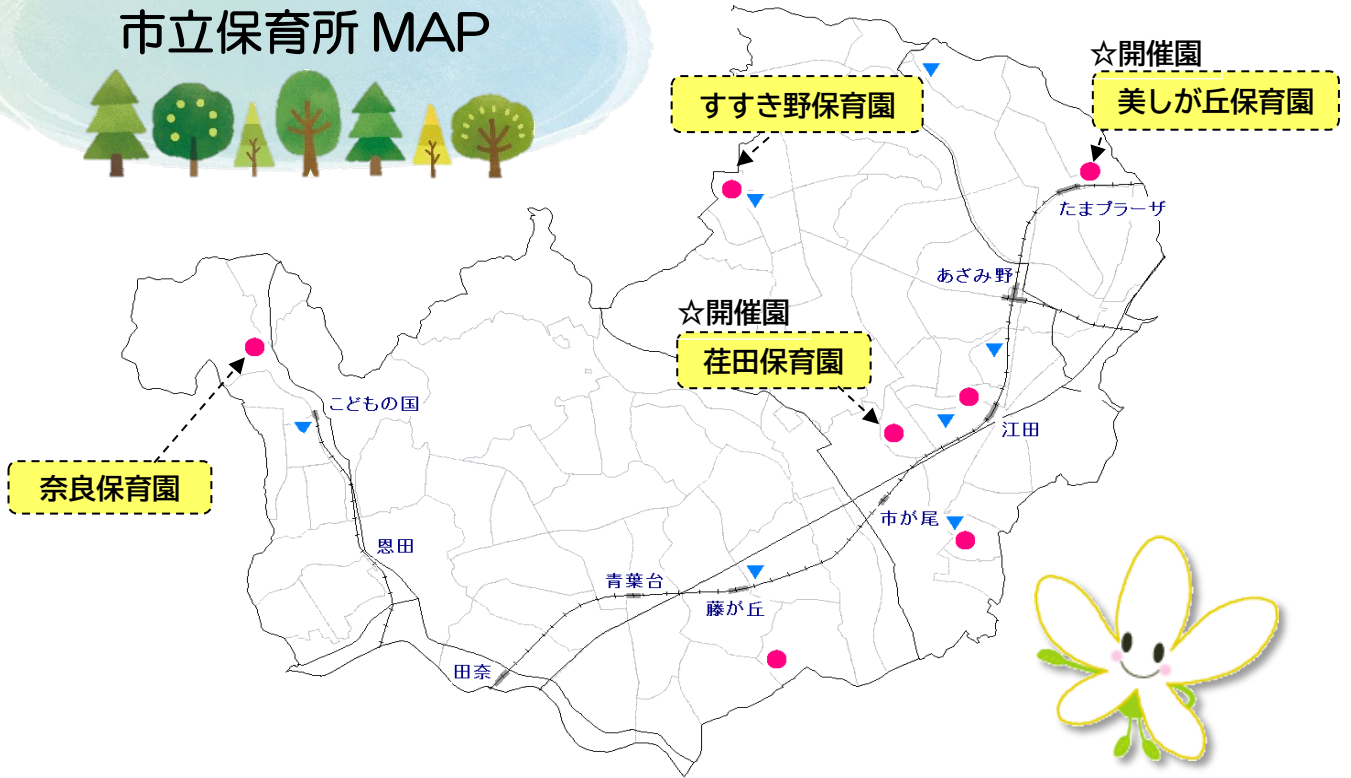 市立保育所 MAP
☆開催園
美しが丘保育園
すすき野保育園
たまプラーザ
あざみ野
☆開催園
荏田保育園
こどもの国
江田
奈良保育園
市が尾
恩田
青葉台
藤が丘
田奈